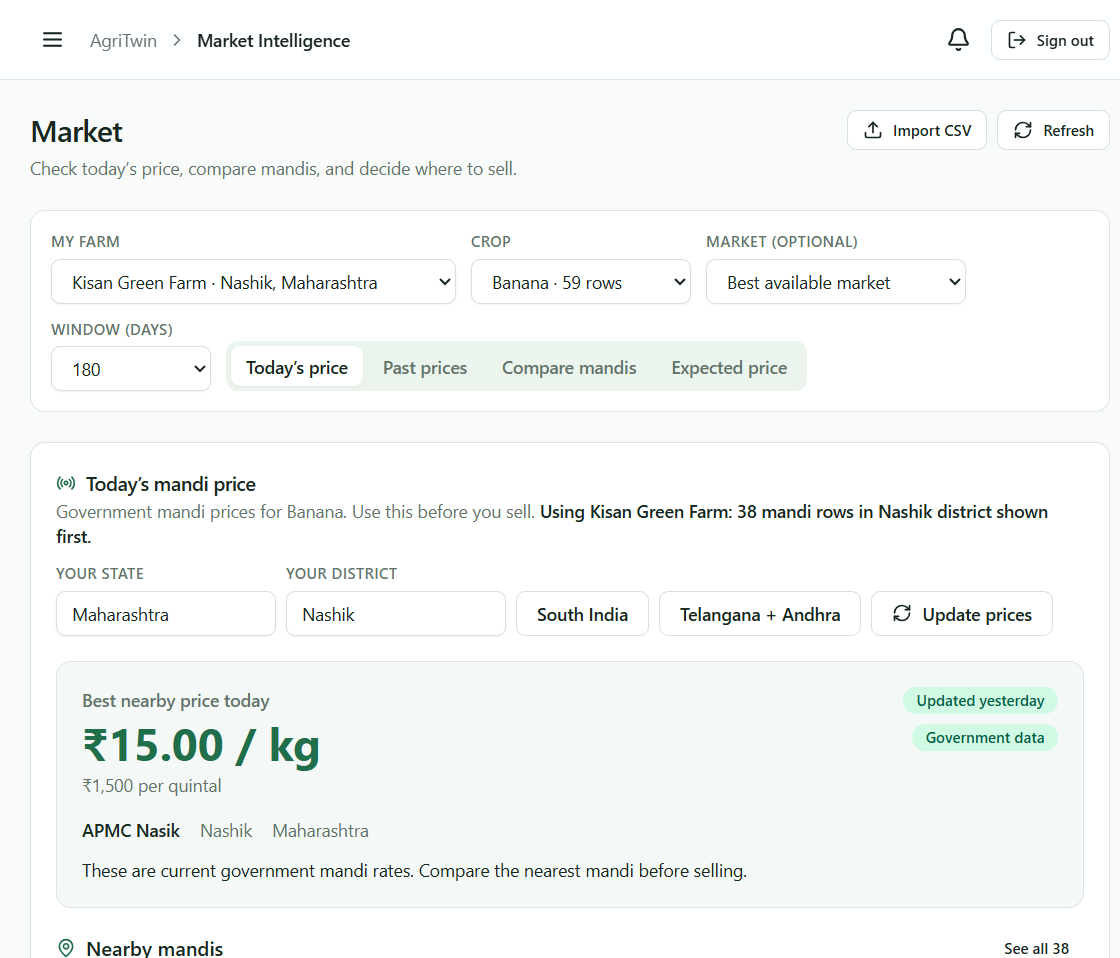 AgriTwin > Market Intelligence
Sign out
Market
Import CSV
Refresh
Check today’s price, compare mandis, and decide where to sell.
MY FARM
CROP
MARKET (OPTIONAL)
Kisan Green Farm · Nashik, Maharashtra
Banana · 59 rows
Best available market
WINDOW (DAYS)
180
Today’s price
Past prices
Compare mandis
Expected price
Today’s mandi price
Government mandi prices for Banana. Use this before you sell. Using Kisan Green Farm: 38 mandi rows in Nashik district shown
first.
YOUR STATE
YOUR DISTRICT
Maharashtra
Nashik
South India
Telangana + Andhra
Update prices
Best nearby price today
Updated yesterday
₹15.00 / kg
Government data
₹1,500 per quintal
APMC Nasik Nashik Maharashtra
These are current government mandi rates. Compare the nearest mandi before selling.
Nearby mandis
See all 38